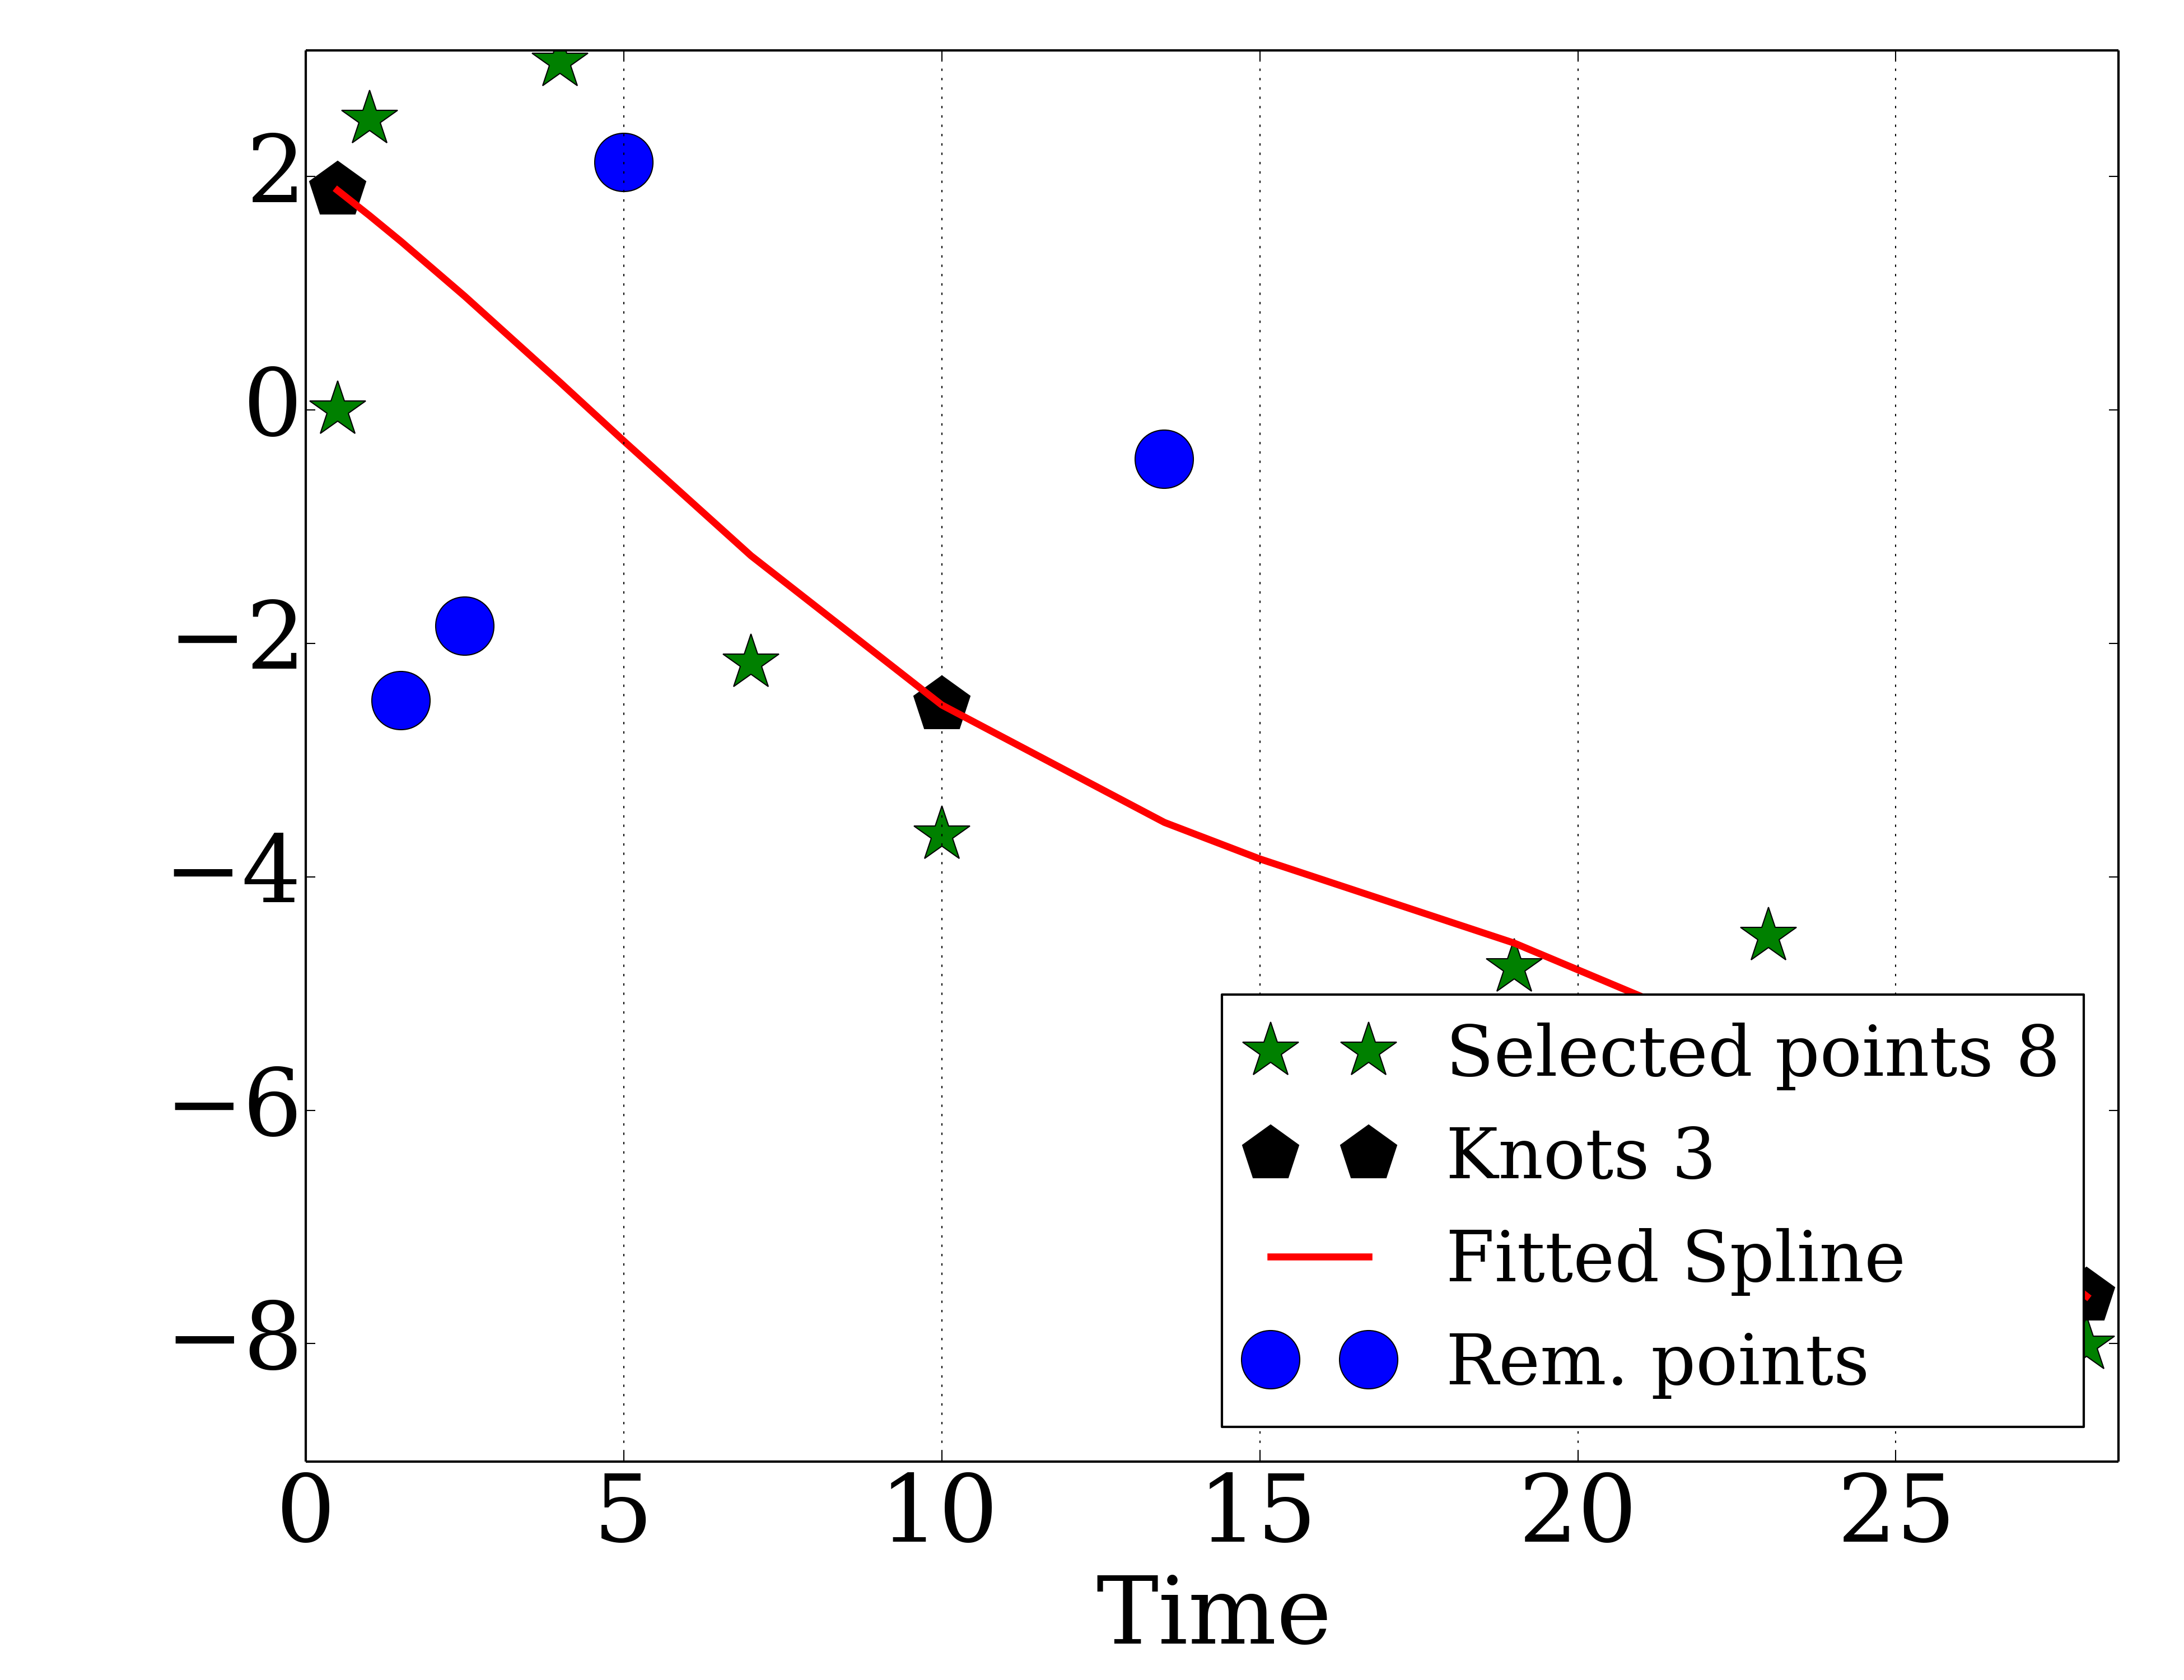 2
0
−2
−4
−6
−8
0 5 10 15 20 25
Time
Selected points 8
Knots 3
Fitted Spline
Rem. points